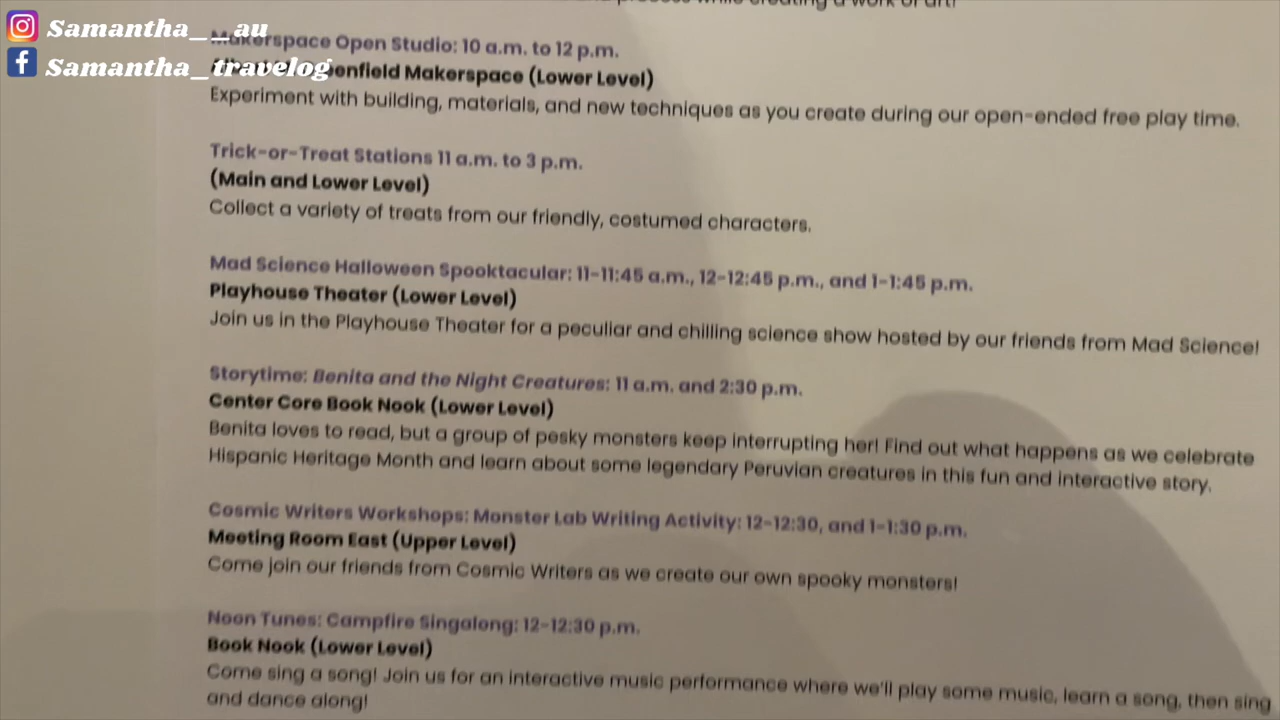 process while creating a work of art!
Samantha__au
Samantha_travelog
Makerspace Open Studio: 10 a.m. to 12 p.m.
Makerspace (Lower Level)
Experiment with building, materials, and new techniques as you create during our open-ended free play time.
Trick-or-Treat Stations 11 a.m. to 3 p.m.
(Main and Lower Level)
Collect a variety of treats from our friendly, costumed characters.
Mad Science Halloween Spooktacular: 11-11:45 a.m., 12-12:45 p.m., and 1-1:45 p.m.
Playhouse Theater (Lower Level)
Join us in the Playhouse Theater for a peculiar and chilling science show hosted by our friends from Mad Science!
Storytime: Benita and the Night Creatures: 11 a.m. and 2:30 p.m.
Center Core Book Nook (Lower Level)
Benita loves to read, but a group of pesky monsters keep interrupting her! Find out what happens as we celebrate
Hispanic Heritage Month and learn about some legendary Peruvian creatures in this fun and interactive story.
Cosmic Writers Workshops: Monster Lab Writing Activity: 12-12:30, and 1-1:30 p.m.
Meeting Room East (Upper Level)
Come join our friends from Cosmic Writers as we create our own spooky monsters!
Noon Tunes: Campfire Singalong: 12-12:30 p.m.
Book Nook (Lower Level)
Come sing a song! Join us for an interactive music performance where we'll play some music, learn a song, then sing
and dance along!